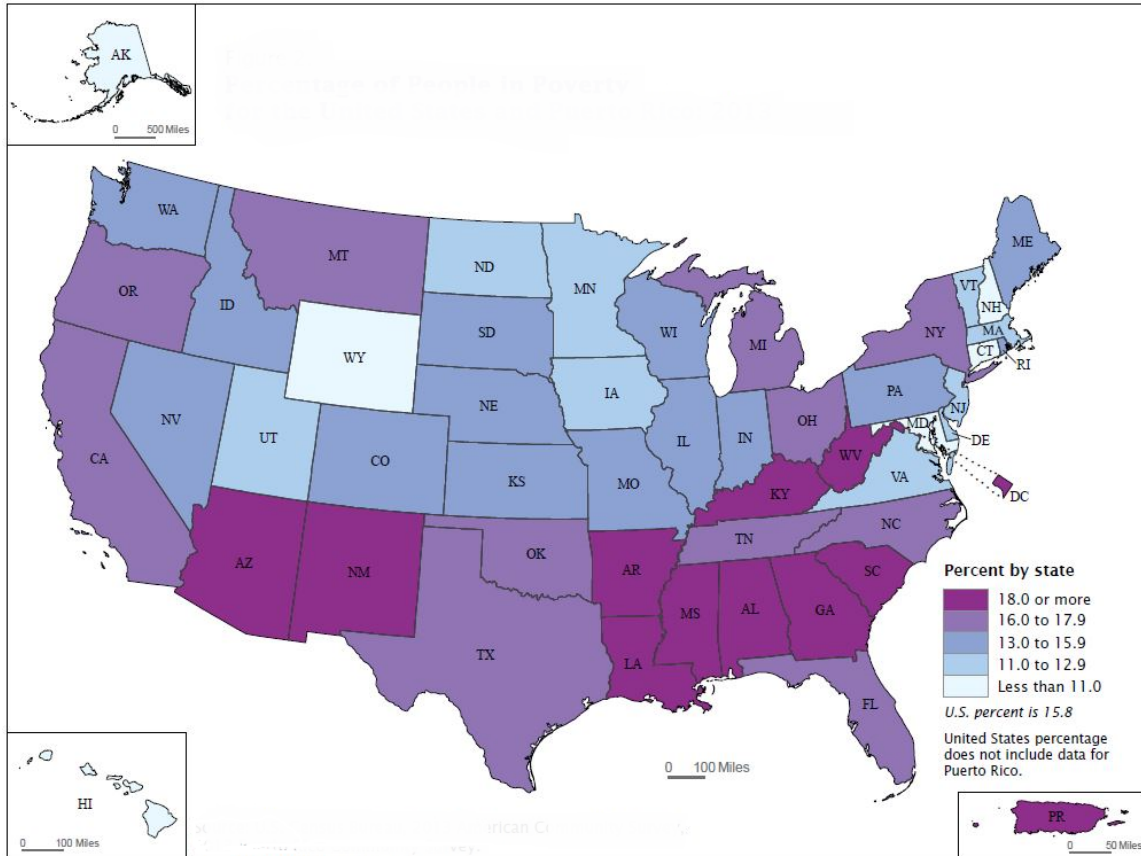 AK
0 500 Miles
Percentage of People in Poverty
WA
MT
ND
MN
ME
OR
ID
SD
WI
MI
VT
NH
NY
MA
CT
RI
WY
NE
IA
PA
NJ
NV
UT
CO
KS
MO
IL
IN
OH
MD
DE
WV
VA
DC
CA
KY
AZ
NM
OK
AR
TN
NC
SC
MS
AL
GA
TX
LA
FL
Percent by state
18.0 or more
16.0 to 17.9
13.0 to 15.9
11.0 to 12.9
Less than 11.0
U.S. percent is 15.8
United States percentage
does not include data for
Puerto Rico.
0 100 Miles
HI
0 100 Miles
PR
0 50 Miles